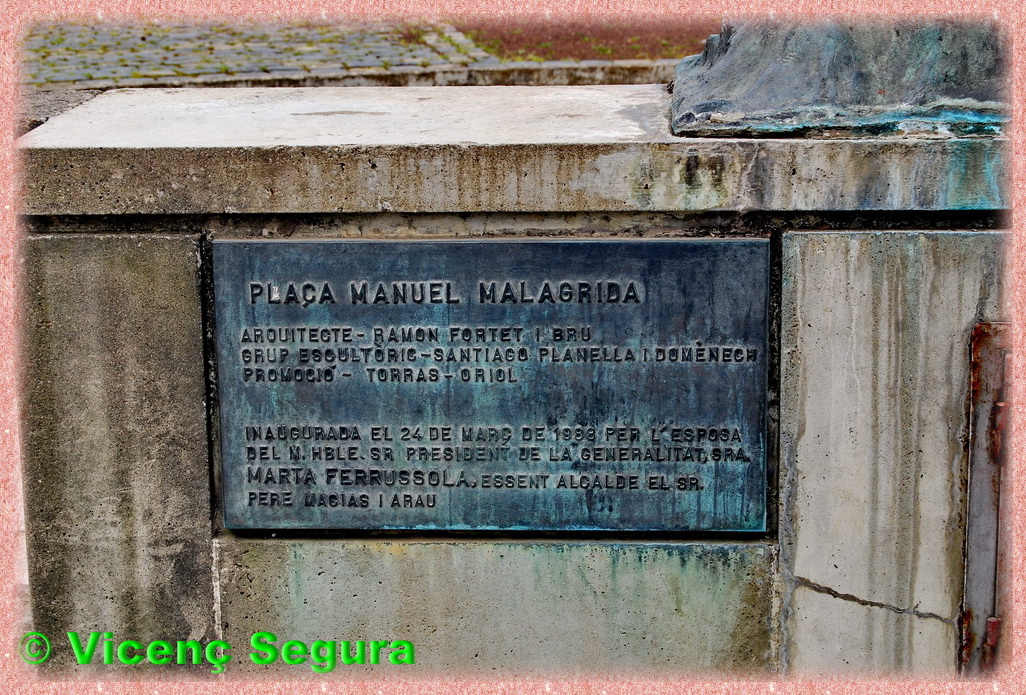 PLAÇA MANUEL MALAGRIDA
ARQUITECTE - RAMON FORTET I BRU
GRUP ESCULTÒRIC - SANTIAGO PLANELLA I DOMÈNECH
PROMOCIÓ - TORRAS - ORIOL
INAUGURADA EL 24 DE MARÇ DE 1983 PER L'ESPOSA
DEL M. HBLE. SR PRESIDENT DE LA GENERALITAT, SRA.
MARTA FERRUSSOLA, ESSENT ALCALDE EL SR.
PERE MACIAS I ARAU
© Vicenç Segura